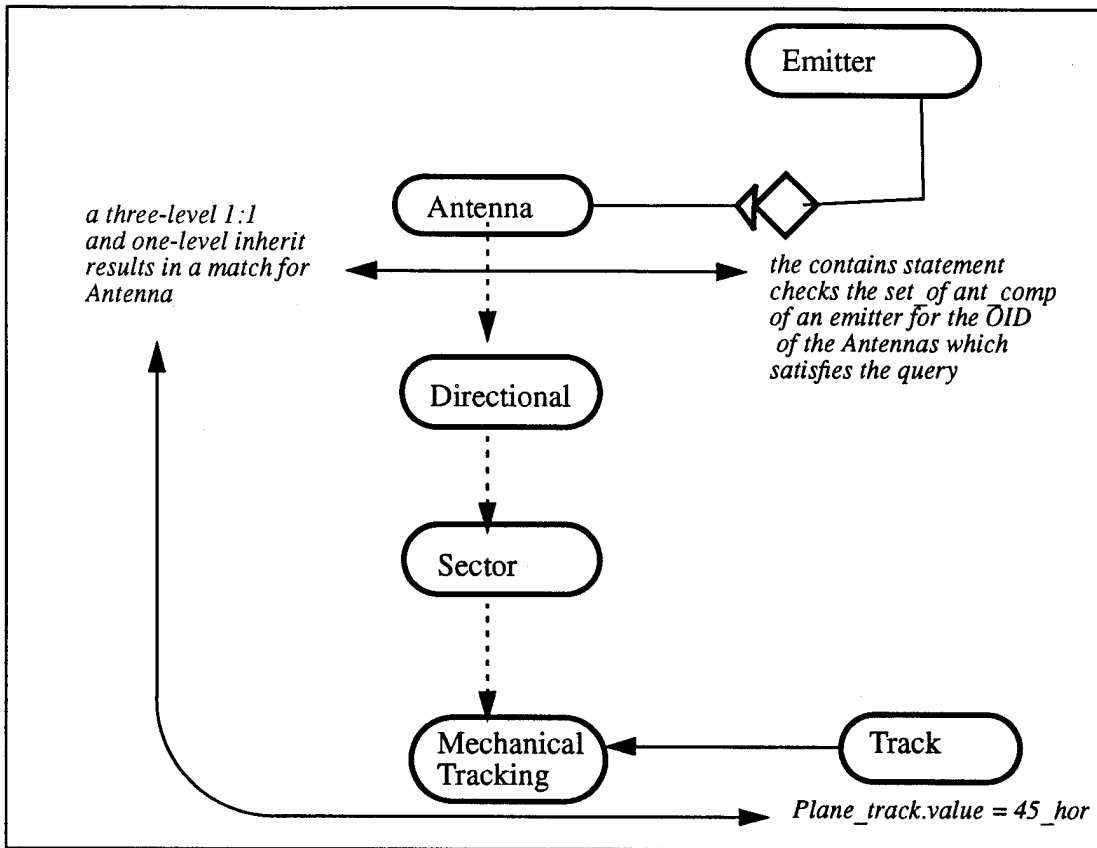 Emitter
Antenna
a three-level 1:1
and one-level inherit
results in a match for
Antenna
the contains statement
checks the set_of ant_comp
of an emitter for the OID
of the Antennas which
satisfies the query
Directional
Sector
Mechanical
Tracking
Track
Plane_track.value = 45_hor